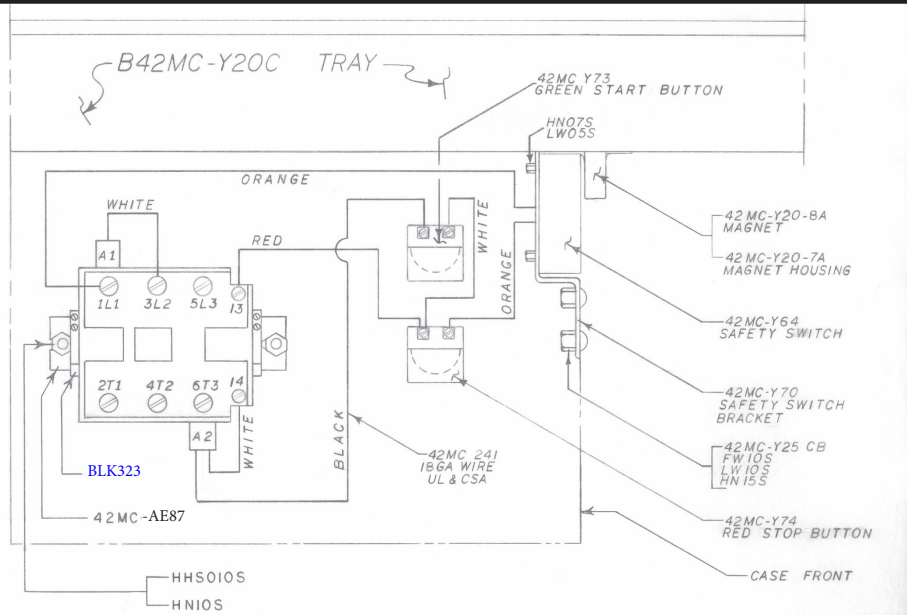 B42MC-Y20C TRAY
42MC Y73
GREEN START BUTTON
HN07S
LW05S
ORANGE
WHITE
A1
RED
WHITE
ORANGE
42MC-Y20-8A
MAGNET
42MC-Y20-7A
MAGNET HOUSING
1L1 3L2 5L3 13
42MC-Y64
SAFETY SWITCH
2T1 4T2 6T3 14
42MC-Y70
SAFETY SWITCH
BRACKET
A2
WHITE
BLACK
42MC 241
18GA WIRE
UL & CSA
42MC-Y25 CB
FW10S
LW10S
HN15S
BLK323
42MC-AE87
42MC-Y74
RED STOP BUTTON
CASE FRONT
HHS010S
HN10S